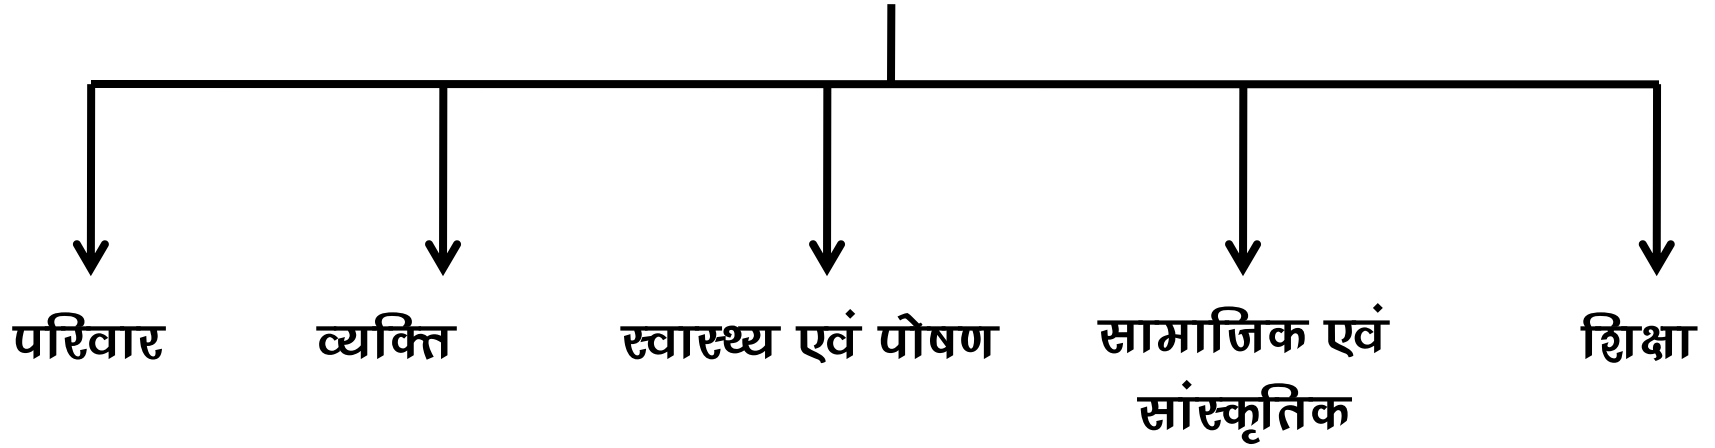 परिवार
व्यक्ति
स्वास्थ्य एवं पोषण
सामाजिक एवं
सांस्कृतिक
शिक्षा